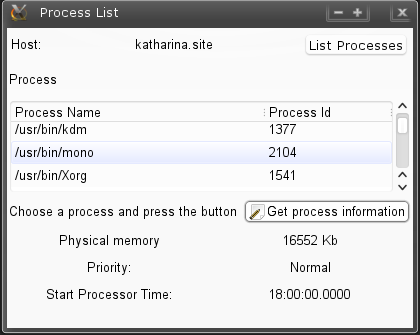 Process List
Host: katharina.site List Processes
Process
Process Name Process Id
/usr/bin/kdm 1377
/usr/bin/mono 2104
/usr/bin/Xorg 1541
Choose a process and press the button Get process information
Physical memory 16552 Kb
Priority: Normal
Start Processor Time: 18:00:00.0000